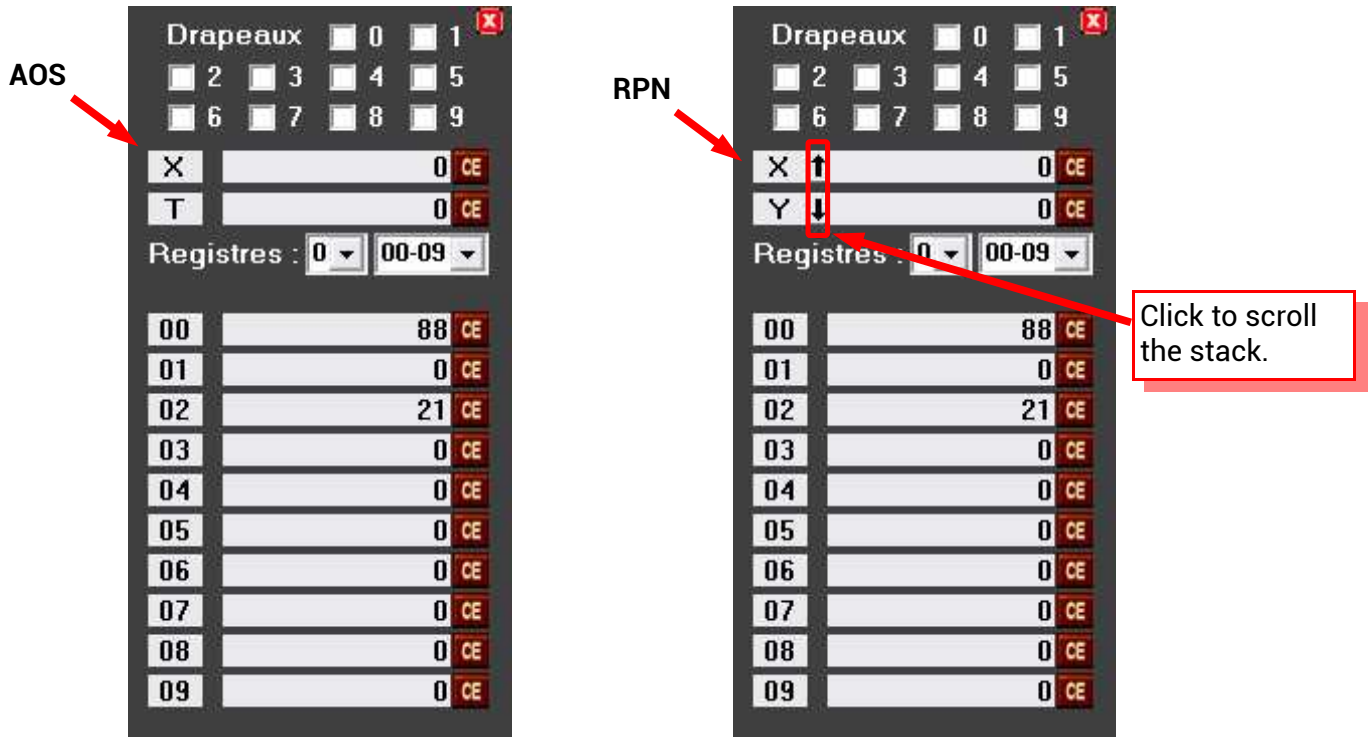 AOS
Drapeaux 0 1 X
2 3 4 5
6 7 8 9
X 0 CE
T 0 CE
Registres : 0 00-09
00 88 CE
01 0 CE
02 21 CE
03 0 CE
04 0 CE
05 0 CE
06 0 CE
07 0 CE
08 0 CE
09 0 CE
RPN
Drapeaux 0 1 X
2 3 4 5
6 7 8 9
X ↑ 0 CE
Y ↓ 0 CE
Registres : 0 00-09
00 88 CE
01 0 CE
02 21 CE
03 0 CE
04 0 CE
05 0 CE
06 0 CE
07 0 CE
08 0 CE
09 0 CE
Click to scroll
the stack.